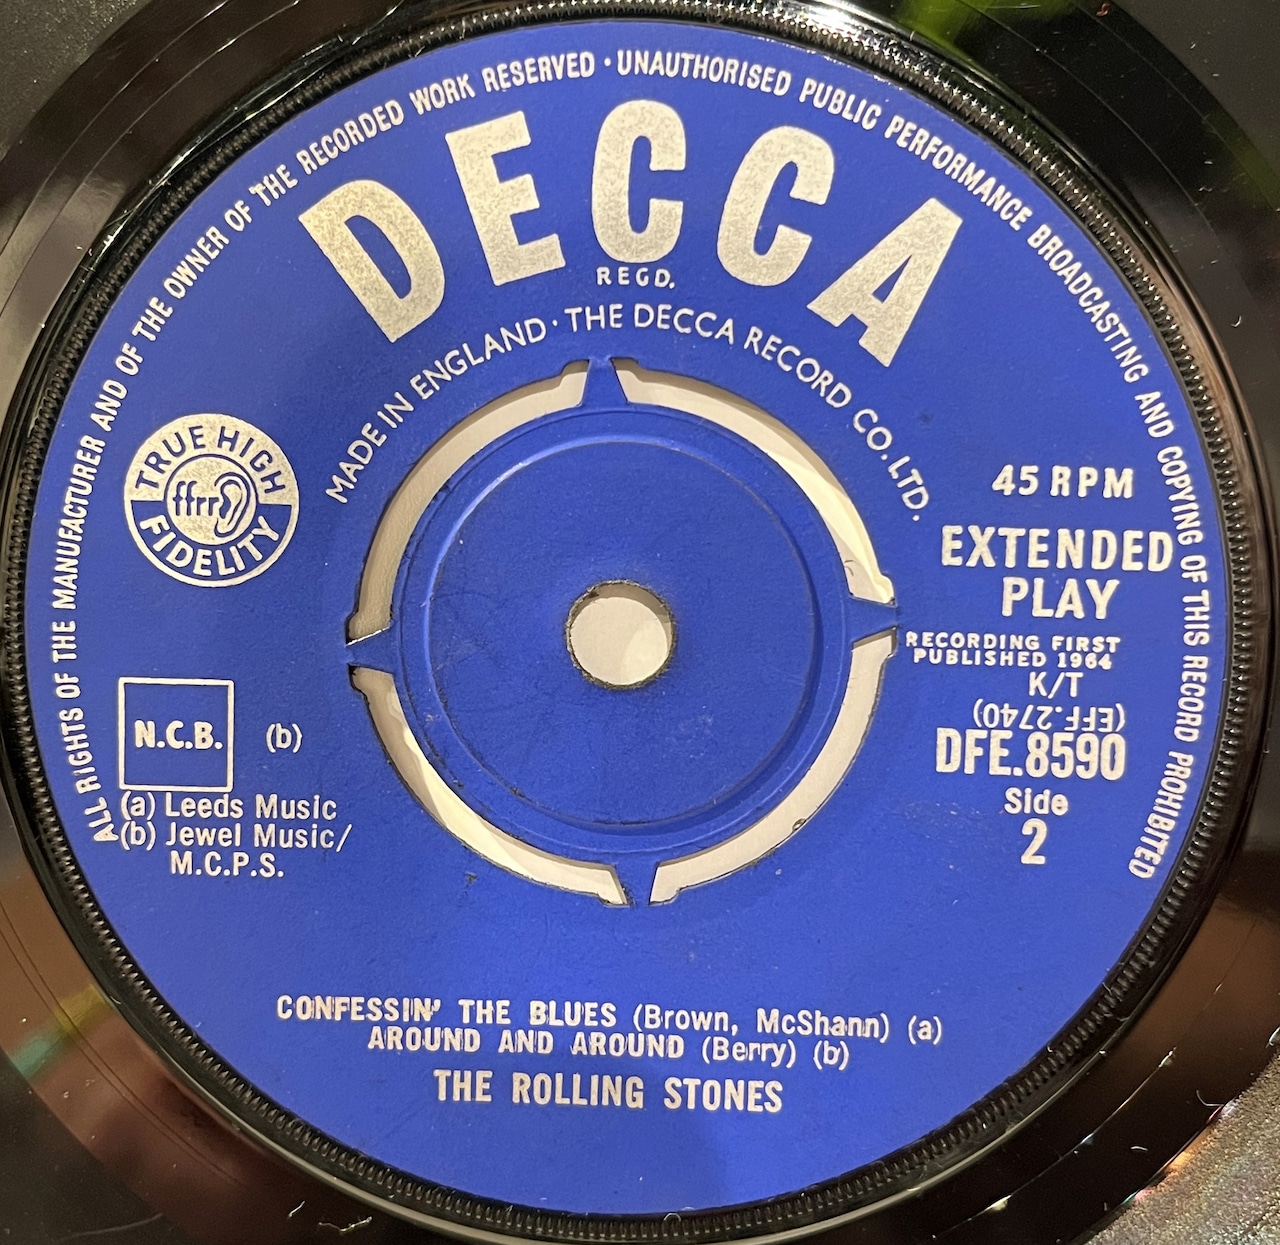 ALL RIGHTS OF THE MANUFACTURER AND OF THE OWNER OF THE RECORDED WORK RESERVED · UNAUTHORISED PUBLIC PERFORMANCE BROADCASTING AND COPYING OF THIS RECORD PROHIBITED
DECCA
REGD.
MADE IN ENGLAND · THE DECCA RECORD CO. LTD.
TRUE HIGH
ffrr
FIDELITY
45 RPM
EXTENDED
PLAY
RECORDING FIRST
PUBLISHED 1964
K/T
(EFF.2740)
DFE.8590
Side
2
N.C.B. (b)
(a) Leeds Music
(b) Jewel Music/
M.C.P.S.
CONFESSIN' THE BLUES (Brown, McShann) (a)
AROUND AND AROUND (Berry) (b)
THE ROLLING STONES